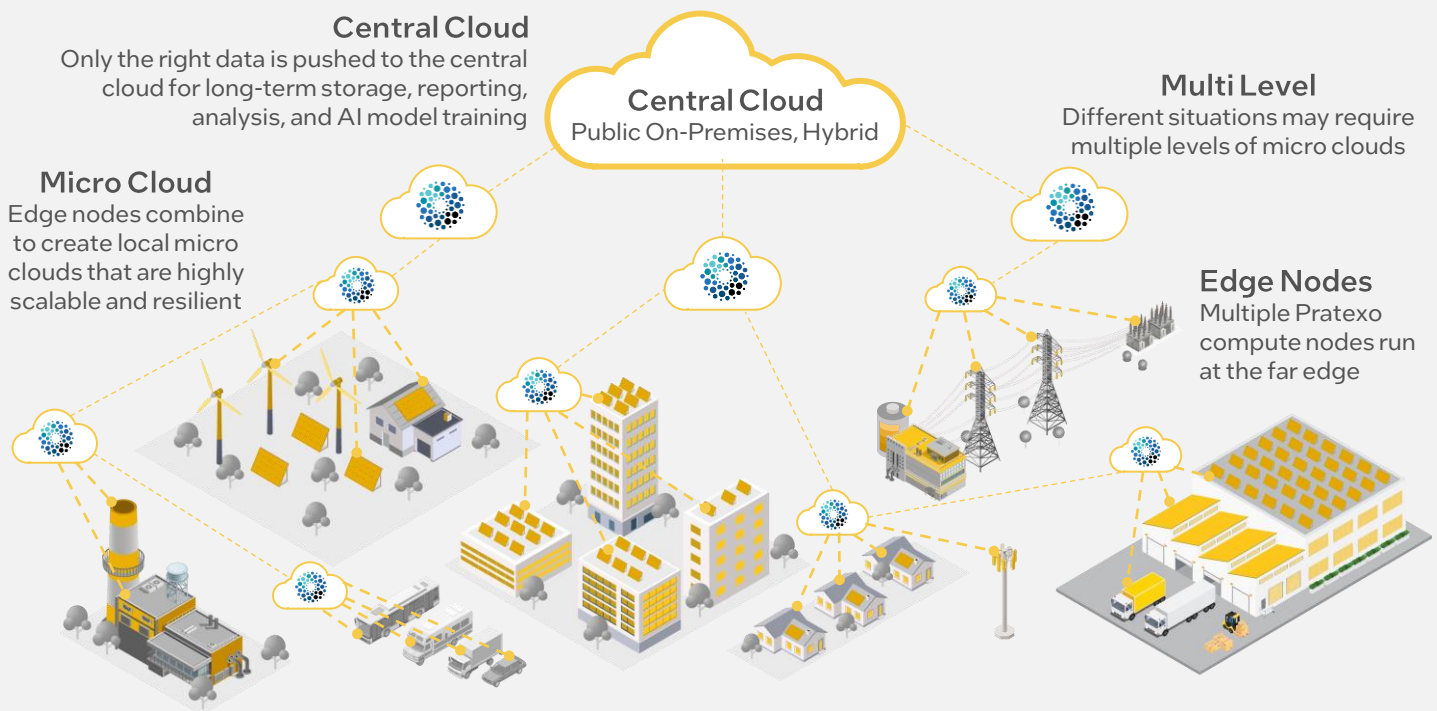 Central Cloud
Only the right data is pushed to the central
cloud for long-term storage, reporting,
analysis, and AI model training
Central Cloud
Public On-Premises, Hybrid
Multi Level
Different situations may require
multiple levels of micro clouds
Micro Cloud
Edge nodes combine
to create local micro
clouds that are highly
scalable and resilient
Edge Nodes
Multiple Pratexo
compute nodes run
at the far edge